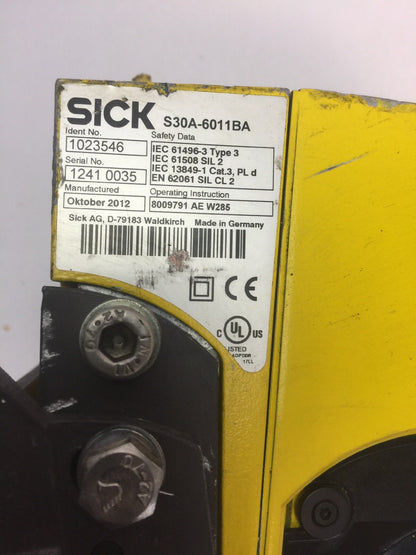 SICK S30A-6011BA
Ident No. Safety Data
1023546 IEC 61496-3 Type 3
IEC 61508 SIL 2
Serial No. IEC 13849-1 Cat.3, PL d
1241 0035 EN 62061 SIL CL 2
Manufactured Operating Instruction
Oktober 2012 8009791 AE W285
Sick AG, D-79183 Waldkirch Made in Germany
CE
C UL US
LISTED
A2-70